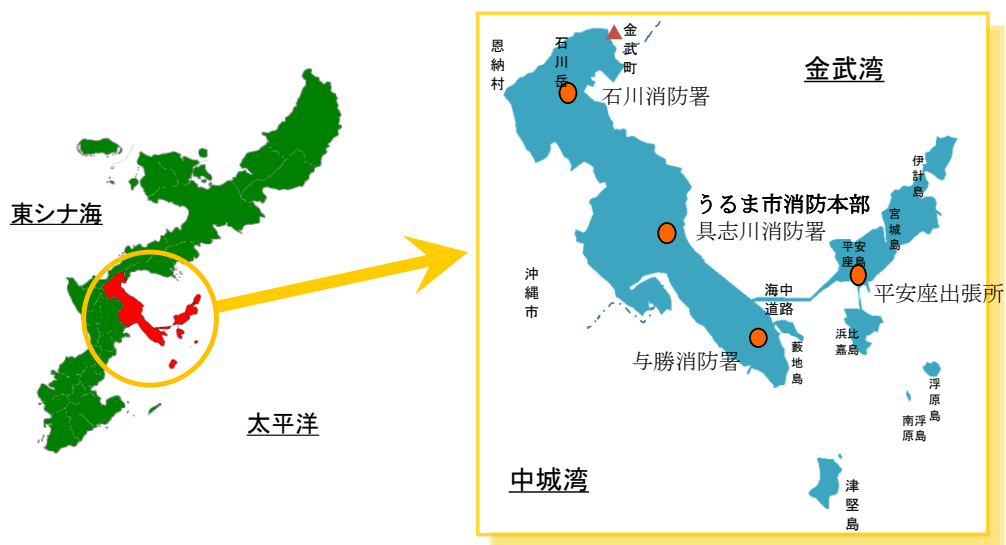 東シナ海
太平洋
恩納村
石川岳
金武町
金武湾
石川消防署
伊計島
うるま市消防本部
具志川消防署
宮城島
平安
座島
沖縄市
海中
道路
平安座出張所
浜比
嘉島
与勝消防署
藪地島
浮原島
南浮
原島
中城湾
津堅島